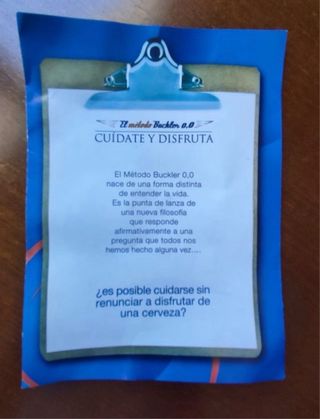 El método Buckler 0,0
CUÍDATE Y DISFRUTA
El Método Buckler 0,0
nace de una forma distinta
de entender la vida.
Es la punta de lanza de
una nueva filosofía
que responde
afirmativamente a una
pregunta que todos nos
hemos hecho alguna vez....
¿es posible cuidarse sin
renunciar a disfrutar de
una cerveza?